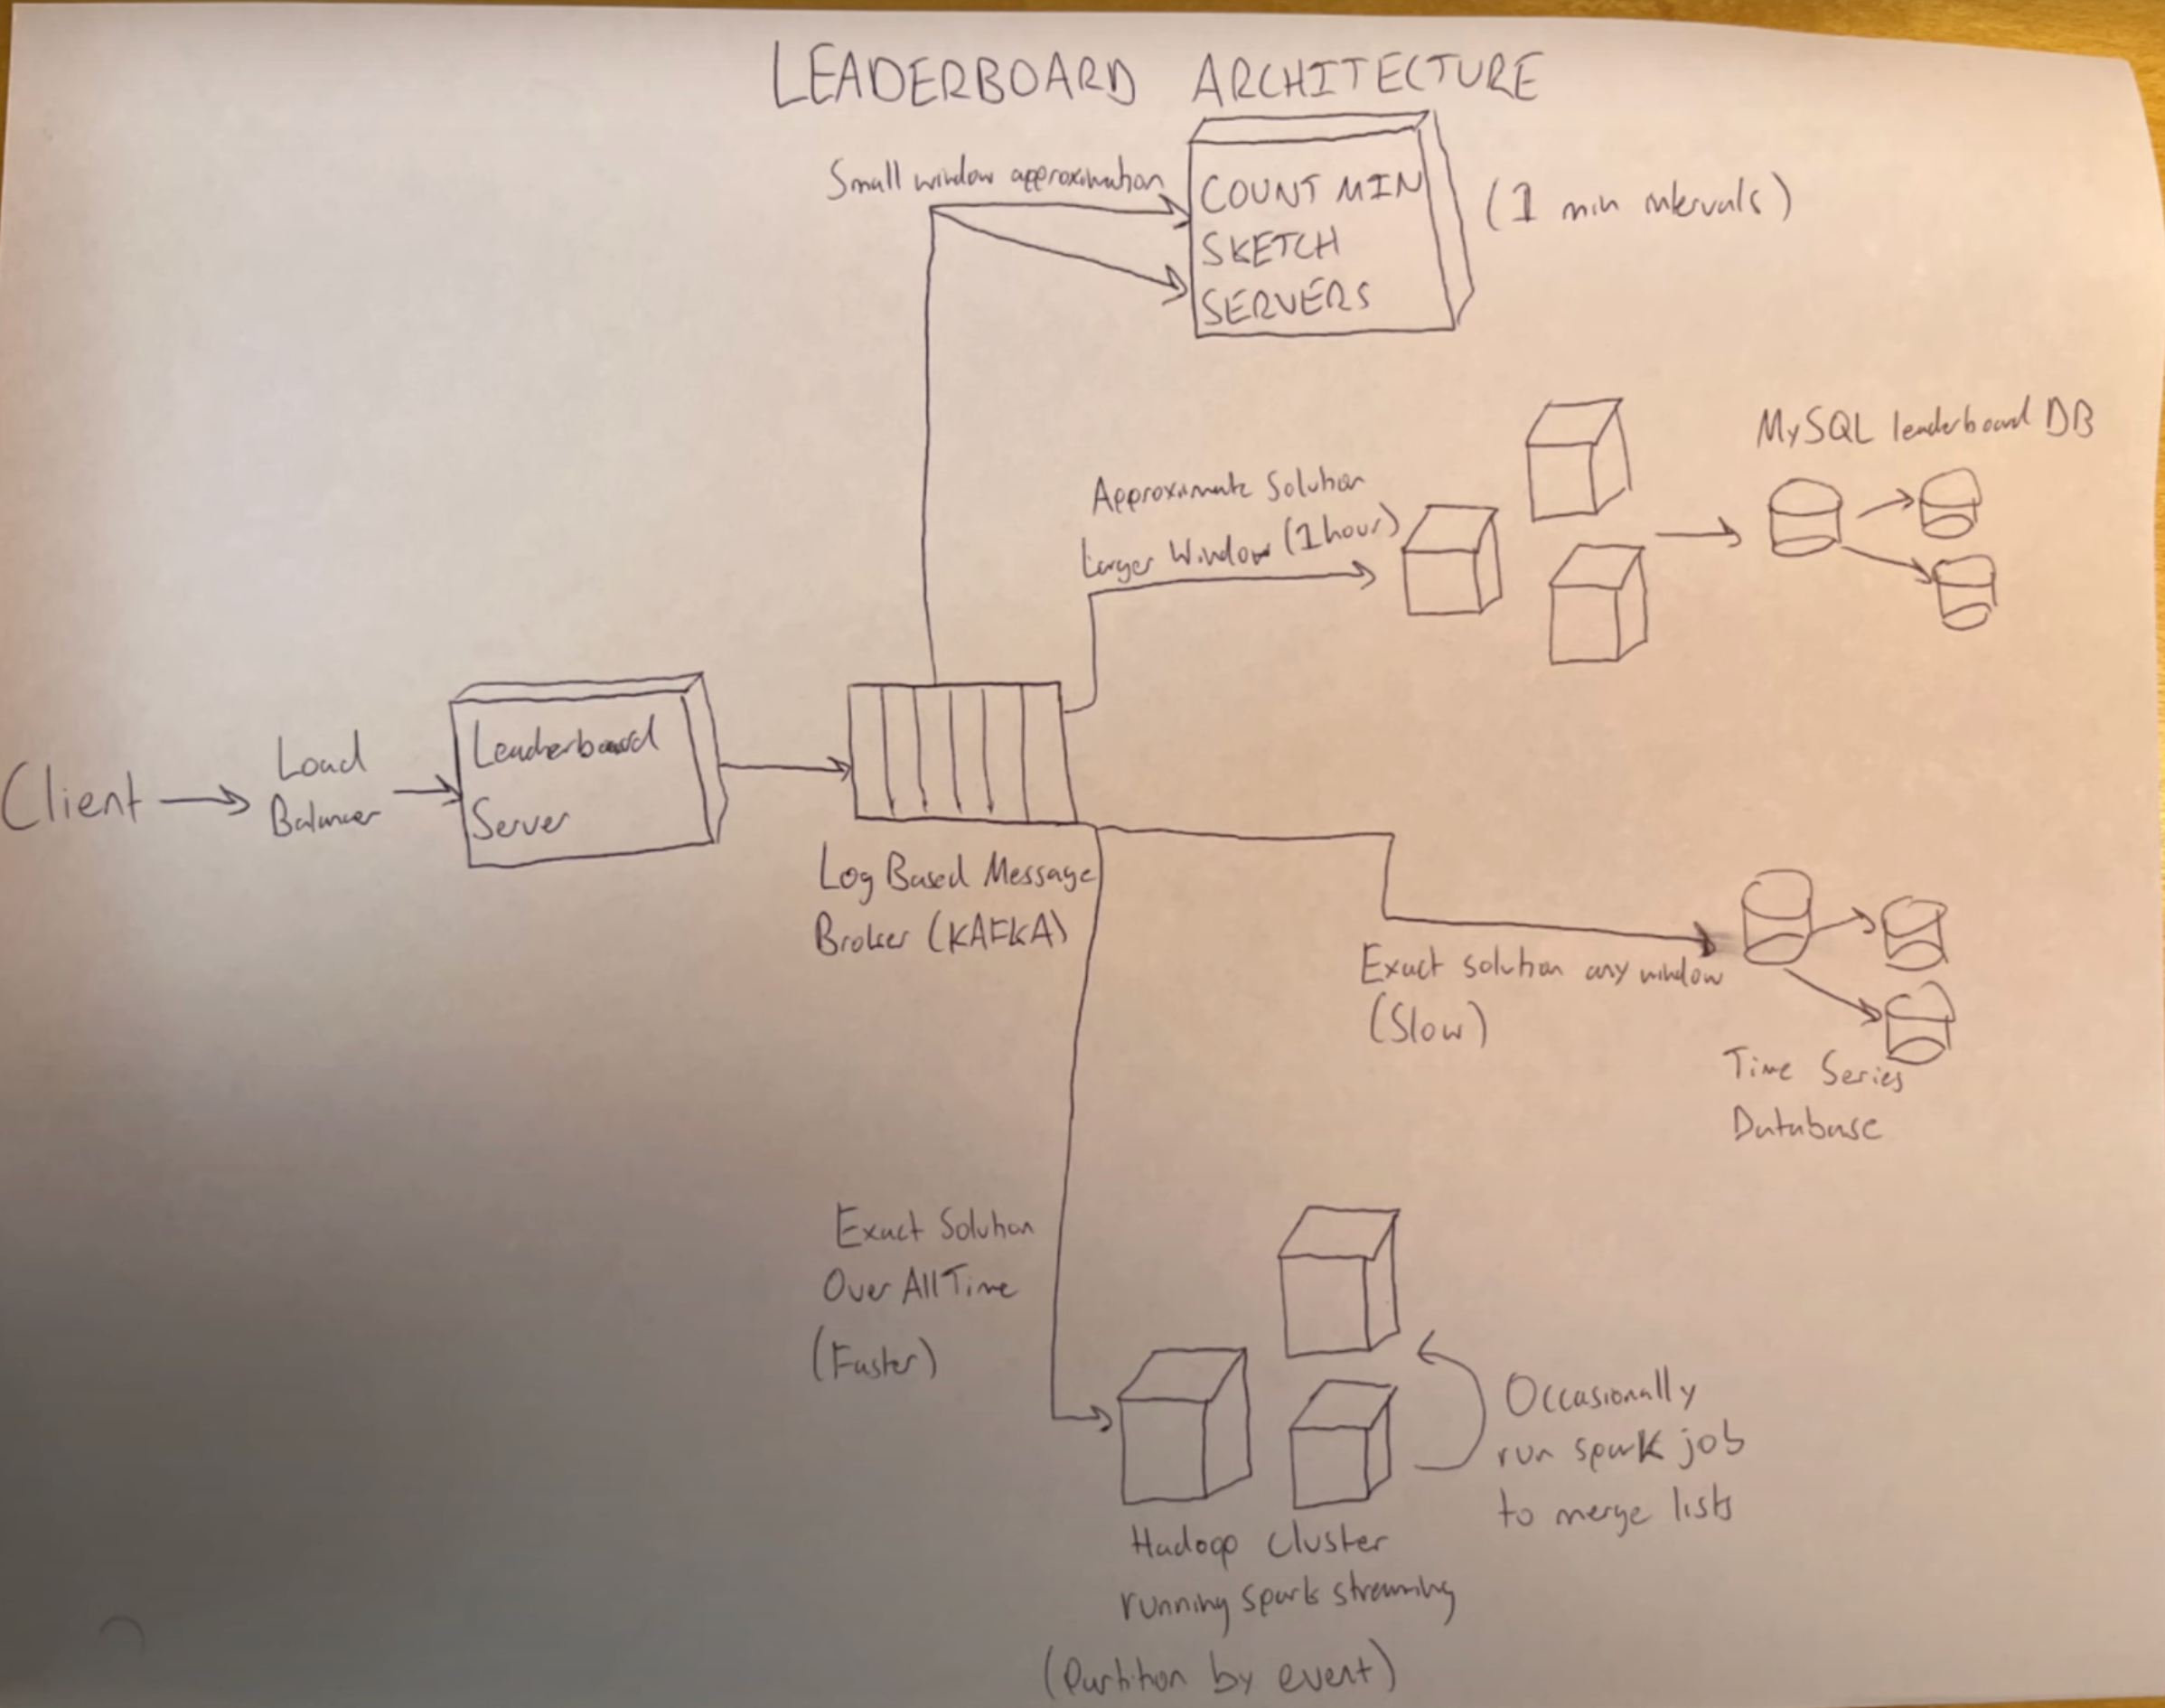 LEADERBOARD ARCHITECTURE
Small window approximation
COUNT MIN
SKETCH
SERVERS
(1 min intervals)
Approximate Solution
Larger Window (1 hour)
MySQL leaderboard DB
Client
Load
Balancer
Leaderboard
Server
Log Based Message
Broker (KAFKA)
Exact solution any window
(Slow)
Time Series
Database
Exact Solution
Over All Time
(Faster)
Occasionally
run spark job
to merge lists
Hadoop cluster
running spark streaming
(Partition by event)